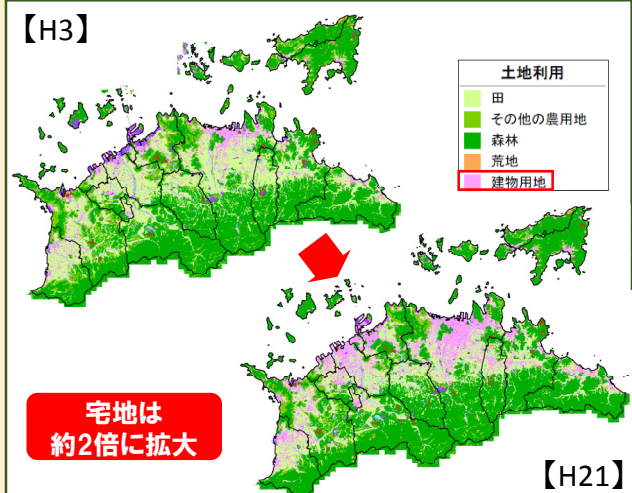 【H3】
土地利用
田
その他の農用地
森林
荒地
建物用地
宅地は
約2倍に拡大
【H21】